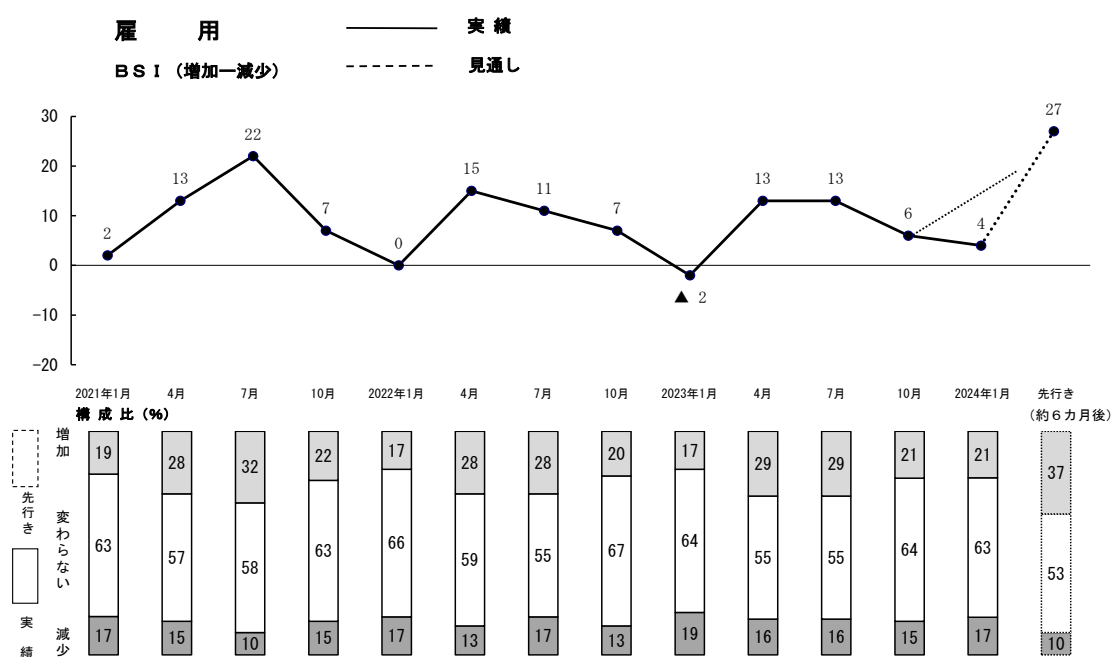 雇用
実績
BSI（増加ー減少）
見通し
30
20
10
0
-10
-20
2
13
22
7
0
15
11
7
▲ 2
13
13
6
4
27
2021年1月 4月 7月 10月 2022年1月 4月 7月 10月 2023年1月 4月 7月 10月 2024年1月 先行き
構成比（%）
（約６カ月後）
増加
先行き
変わらない
実績
減少
19 28 32 22 17 28 28 20 17 29 29 21 21 37
63 57 58 63 66 59 55 67 64 55 55 64 63 53
17 15 10 15 17 13 17 13 19 16 16 15 17 10